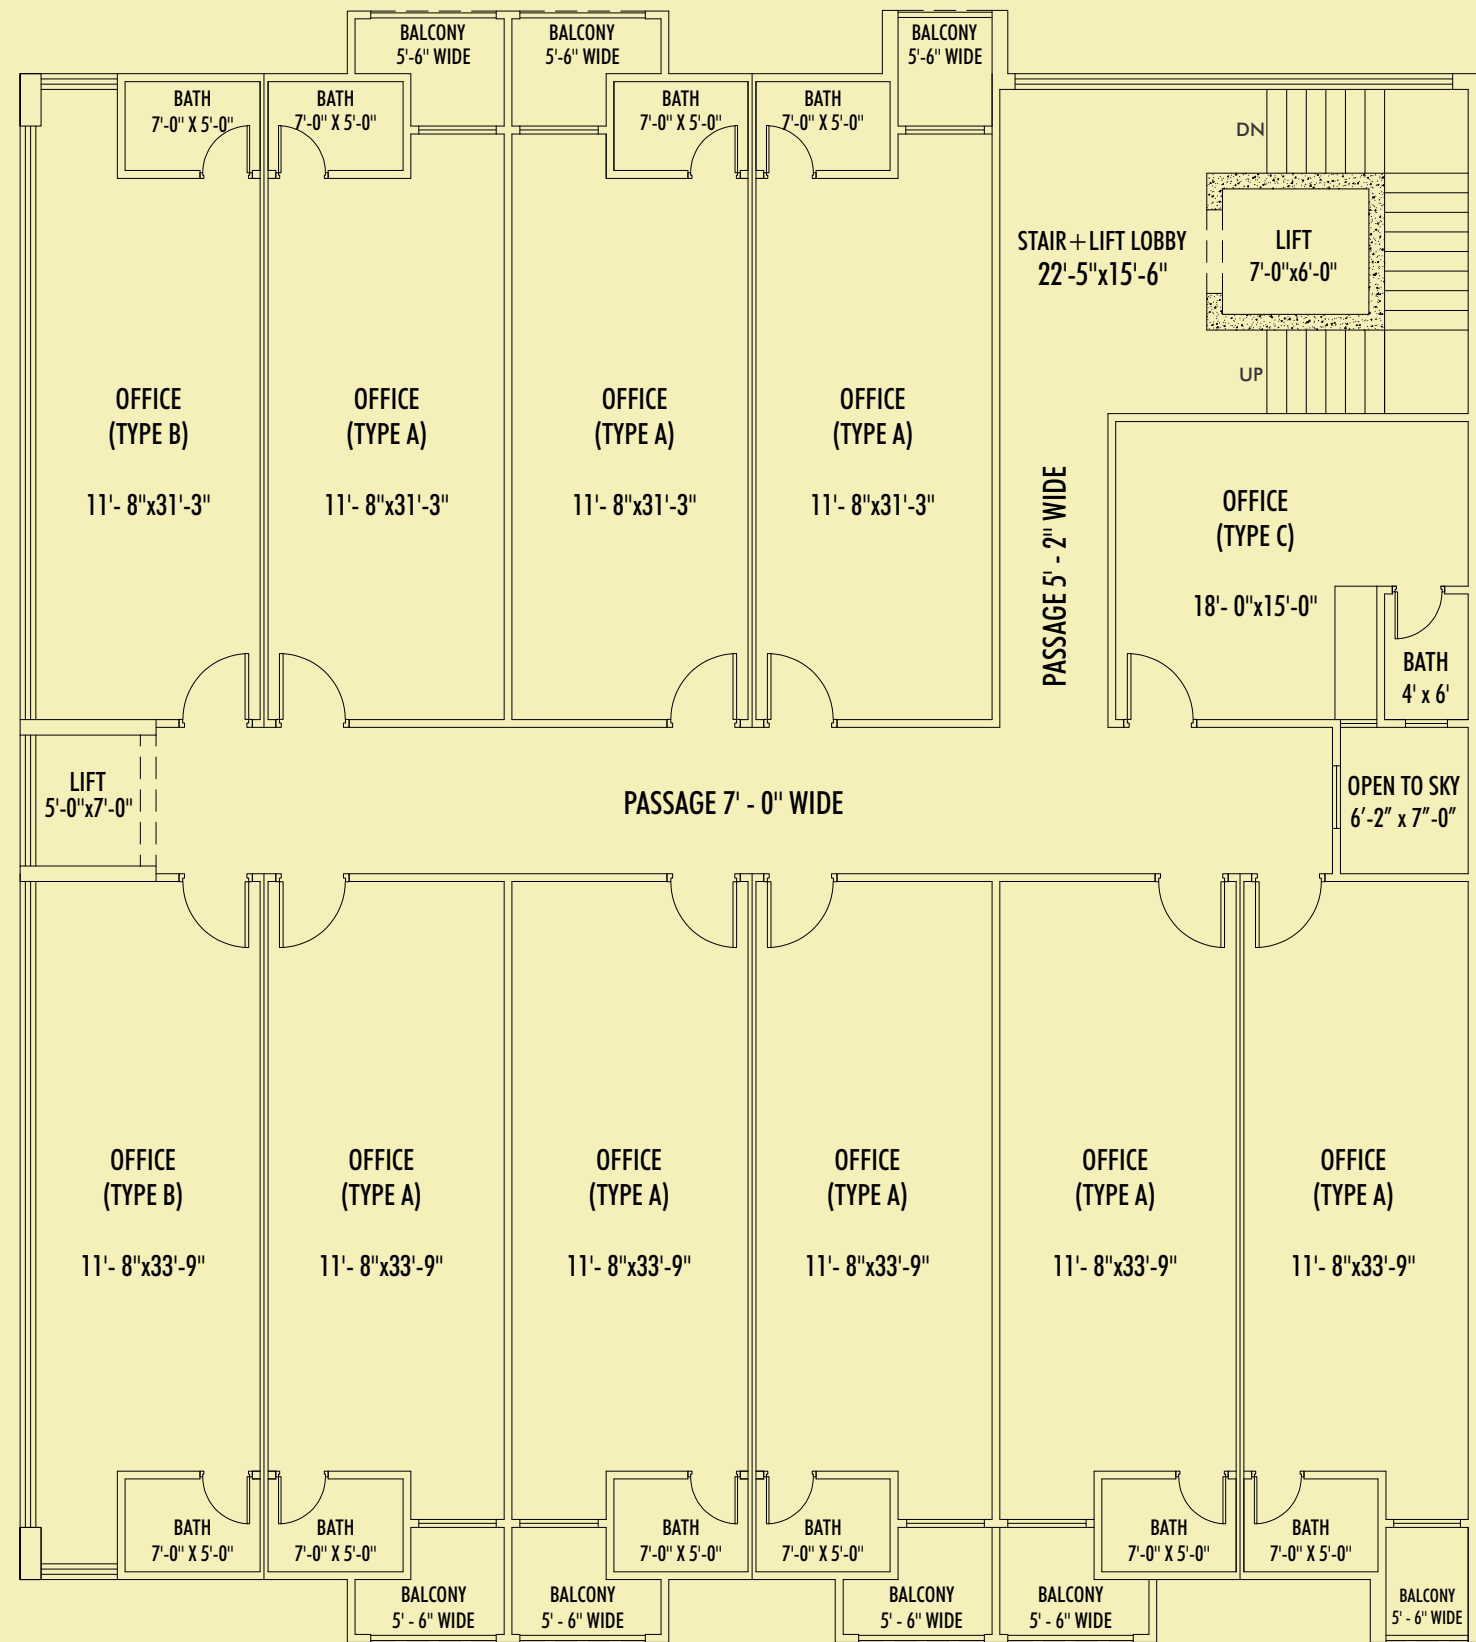 BALCONY
5'-6" WIDE
BALCONY
5'-6" WIDE
BALCONY
5'-6" WIDE
BATH
7'-0" X 5'-0"
BATH
7'-0" X 5'-0"
BATH
7'-0" X 5'-0"
BATH
7'-0" X 5'-0"
DN
STAIR+LIFT LOBBY
22'-5"x15'-6"
LIFT
7'-0"x6'-0"
UP
OFFICE
(TYPE B)
11'- 8"x31'-3"
OFFICE
(TYPE A)
11'- 8"x31'-3"
OFFICE
(TYPE A)
11'- 8"x31'-3"
OFFICE
(TYPE A)
11'- 8"x31'-3"
PASSAGE 5' - 2" WIDE
OFFICE
(TYPE C)
18'- 0"x15'-0"
BATH
4' x 6'
LIFT
5'-0"x7'-0"
PASSAGE 7' - 0" WIDE
OPEN TO SKY
6'-2" x 7"-0"
OFFICE
(TYPE B)
11'- 8"x33'-9"
OFFICE
(TYPE A)
11'- 8"x33'-9"
OFFICE
(TYPE A)
11'- 8"x33'-9"
OFFICE
(TYPE A)
11'- 8"x33'-9"
OFFICE
(TYPE A)
11'- 8"x33'-9"
OFFICE
(TYPE A)
11'- 8"x33'-9"
BATH
7'-0" X 5'-0"
BATH
7'-0" X 5'-0"
BATH
7'-0" X 5'-0"
BATH
7'-0" X 5'-0"
BATH
7'-0" X 5'-0"
BATH
7'-0" X 5'-0"
BALCONY
5' - 6" WIDE
BALCONY
5' - 6" WIDE
BALCONY
5' - 6" WIDE
BALCONY
5' - 6" WIDE
BALCONY
5' - 6" WIDE